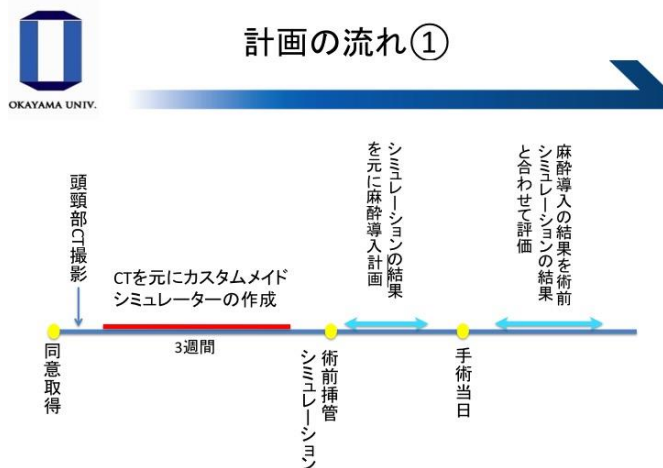 計画の流れ①
OKAYAMA UNIV.
頭頸部CT撮影
CTを元にカスタムメイド
シミュレーターの作成
シミュレーションの結果
を元に麻酔導入計画
麻酔導入の結果を術前
シミュレーションの結果
と合わせて評価
3週間
同意取得
術前挿管
シミュレーション
手術当日